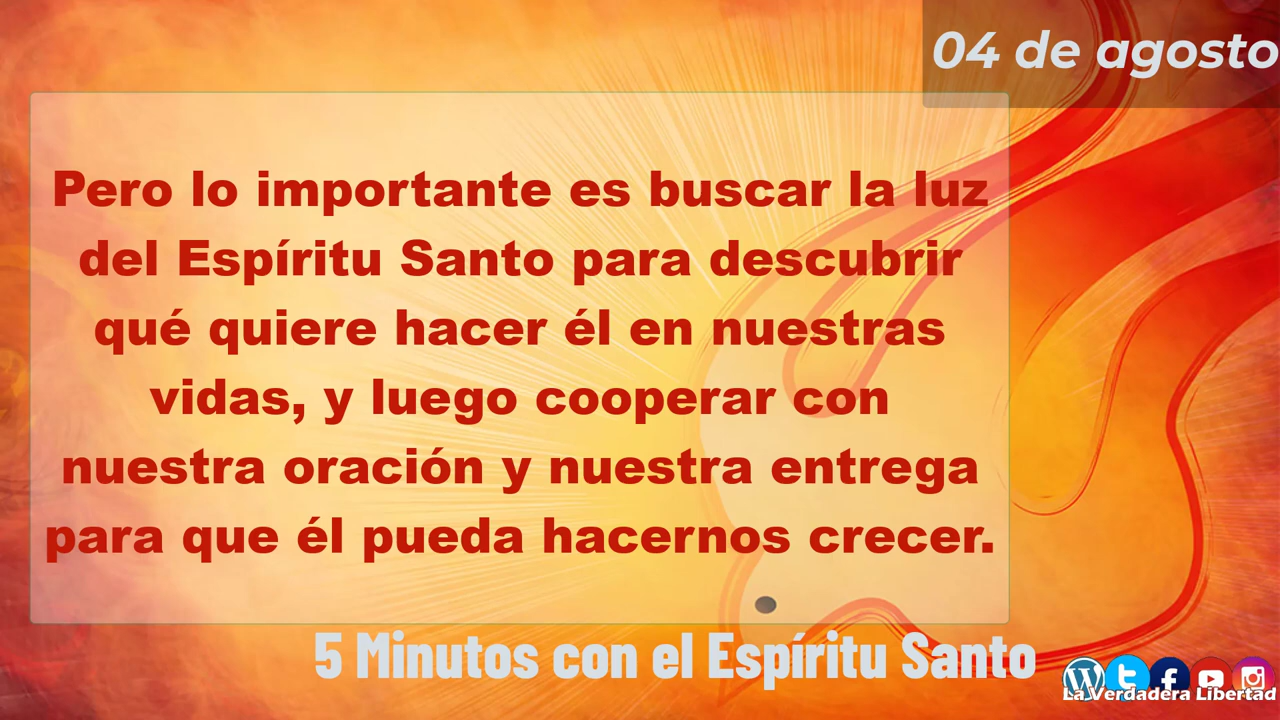 04 de agosto
Pero lo importante es buscar la luz
del Espíritu Santo para descubrir
qué quiere hacer él en nuestras
vidas, y luego cooperar con
nuestra oración y nuestra entrega
para que él pueda hacernos crecer.
5 Minutos con el Espíritu Santo
La Verdadera Libertad